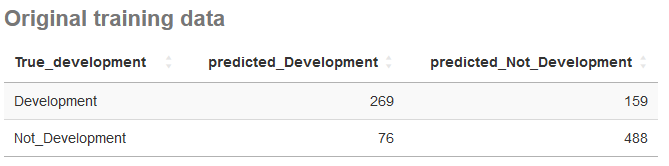 Original training data
True_development predicted_Development predicted_Not_Development
Development 269 159
Not_Development 76 488